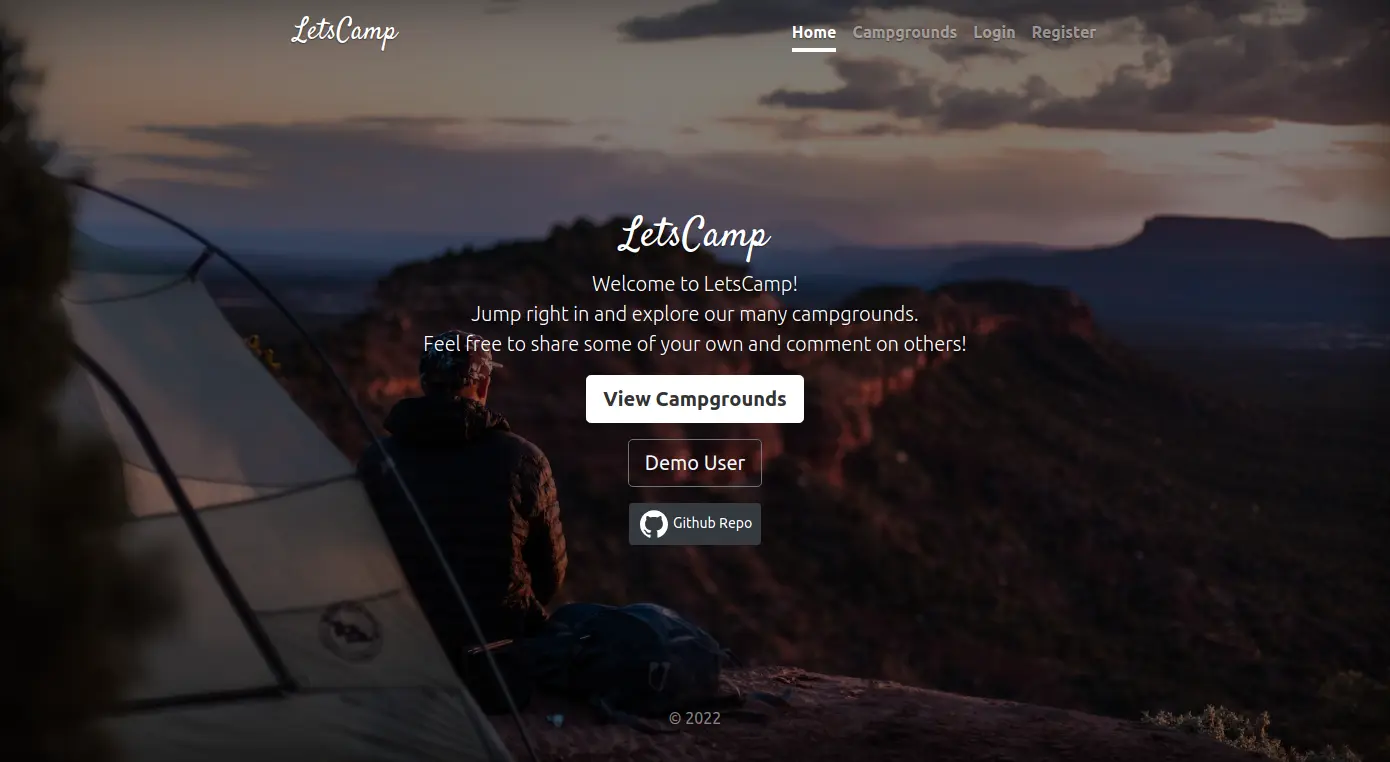 LetsCamp
Home Campgrounds Login Register
LetsCamp
Welcome to LetsCamp!
Jump right in and explore our many campgrounds.
Feel free to share some of your own and comment on others!
View Campgrounds
Demo User
Github Repo
© 2022